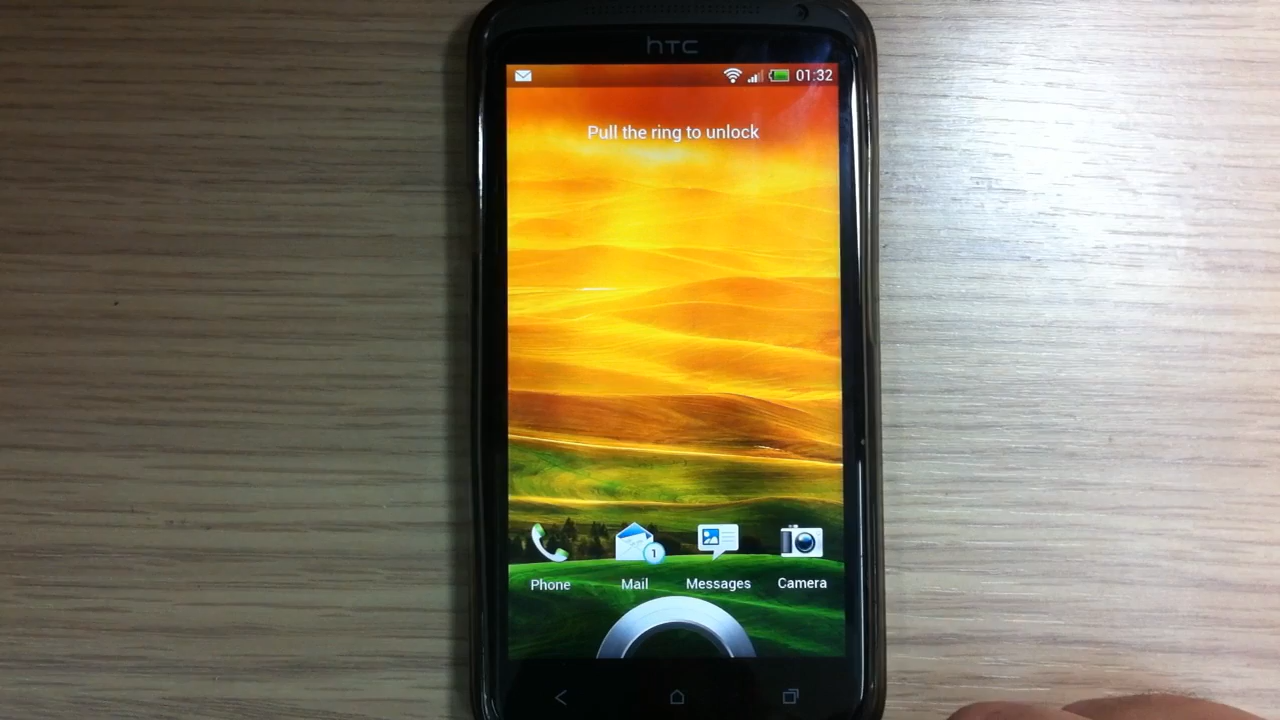 hTC
01:32
Pull the ring to unlock
1
Phone Mail Messages Camera